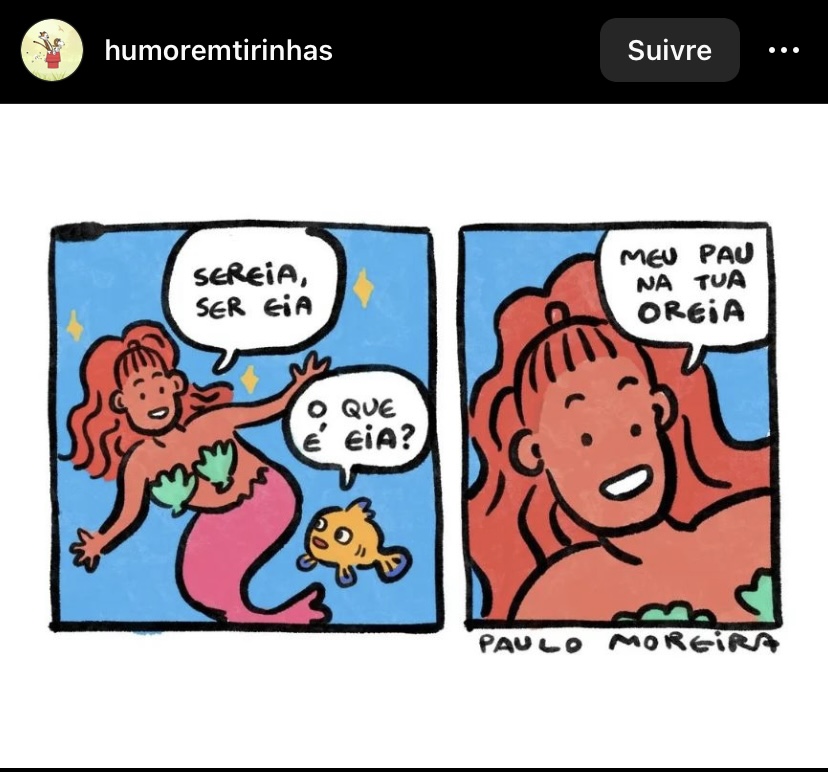 humoremtirinhas
Suivre
SEREIA,
SER EIA
O QUE
É EIA?
MEU PAU
NA TUA
OREIA
PAULO MOREIRA